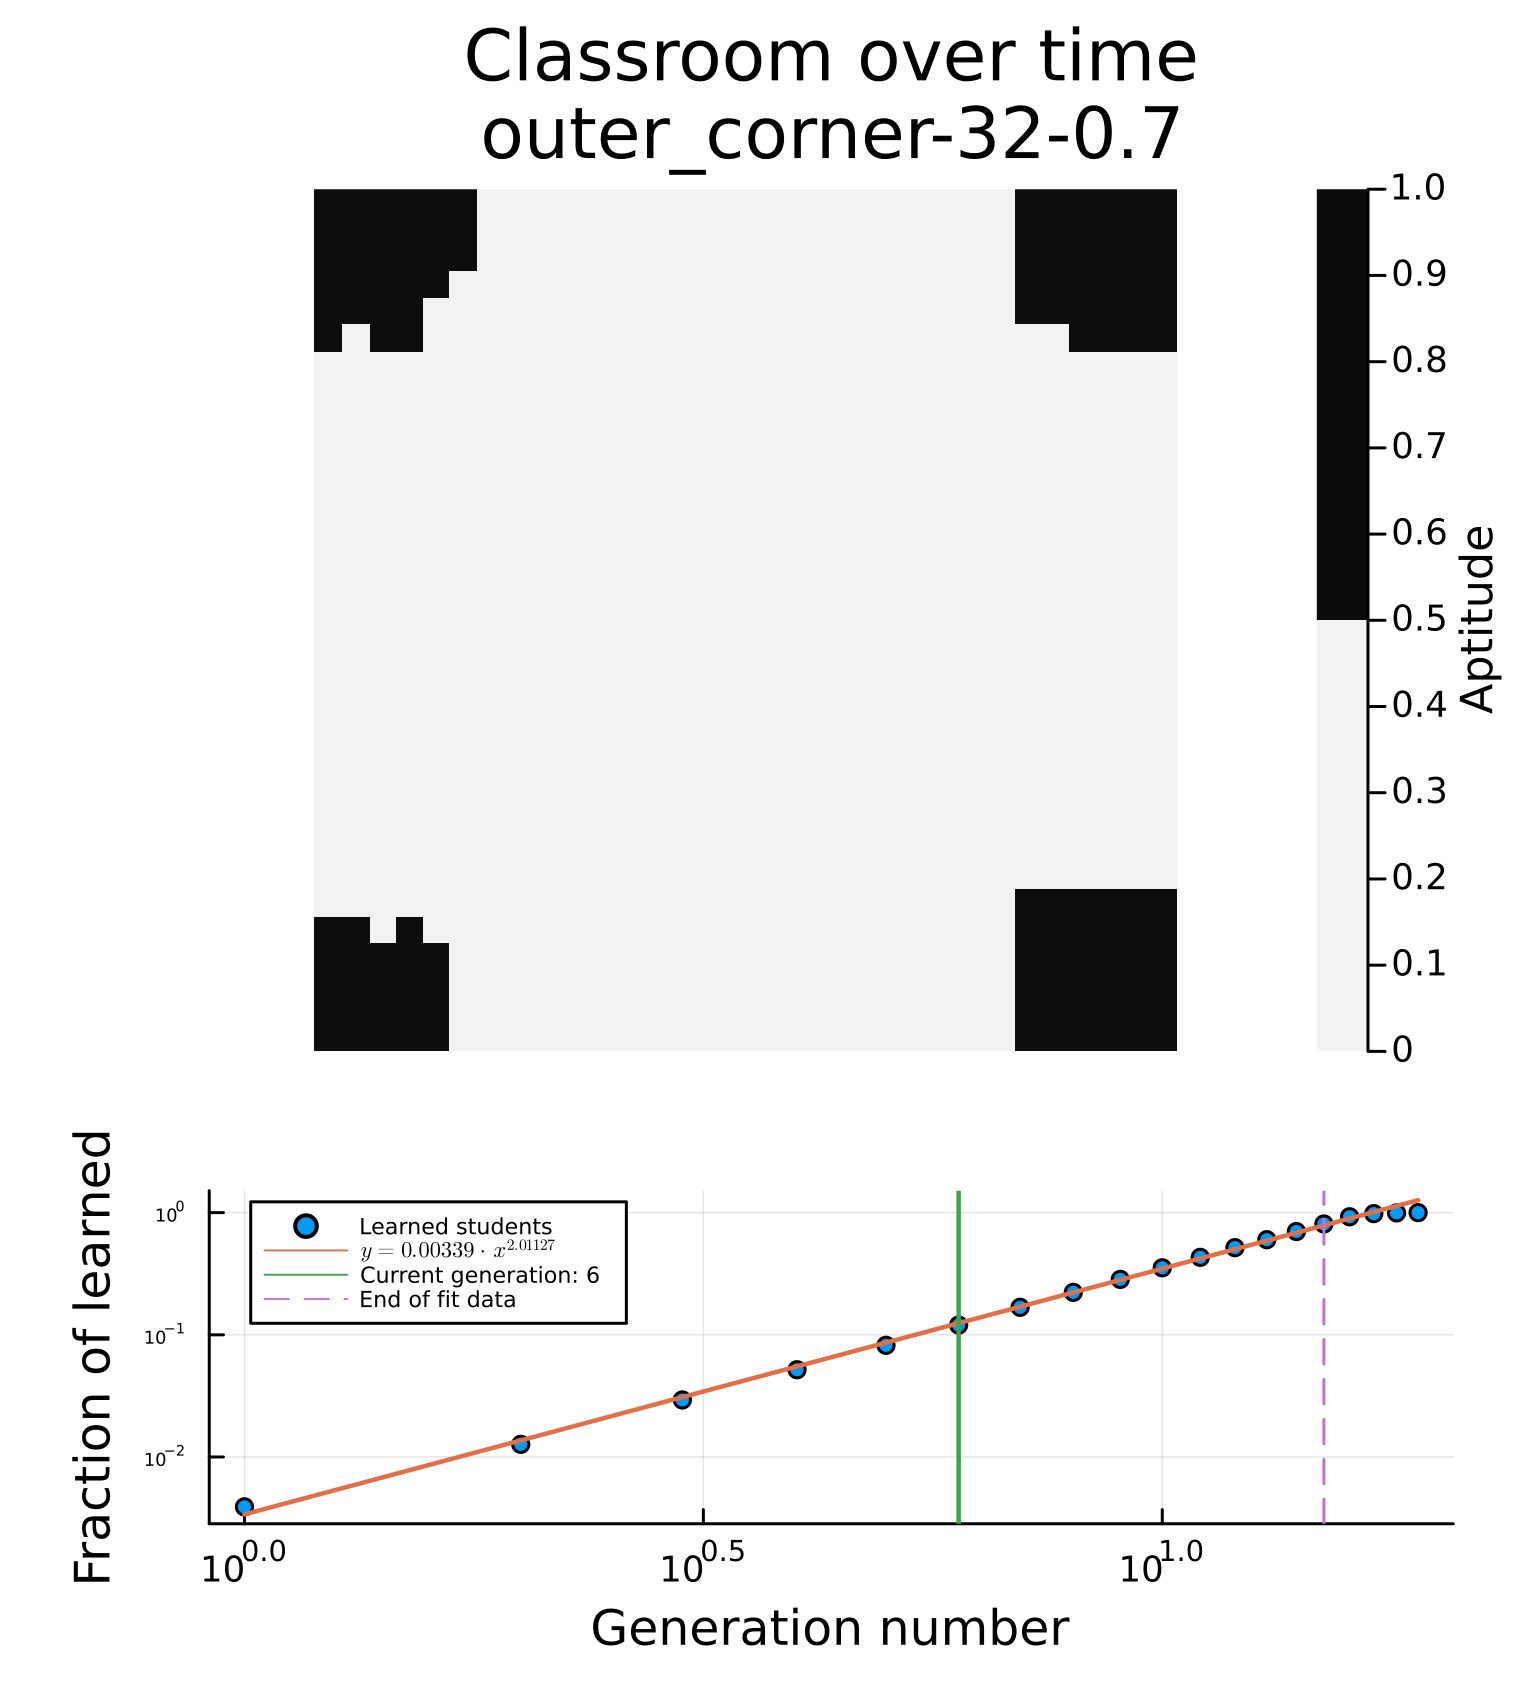 Classroom over time
outer_corner-32-0.7
1.0
0.9
0.8
0.7
0.6
0.5
0.4
0.3
0.2
0.1
0
Aptitude
Fraction of learned
10⁰
10⁻¹
10⁻²
Learned students
y = 0.00339 · x^{2.01127}
Current generation: 6
End of fit data
10^{0.0} 10^{0.5} 10^{1.0}
Generation number